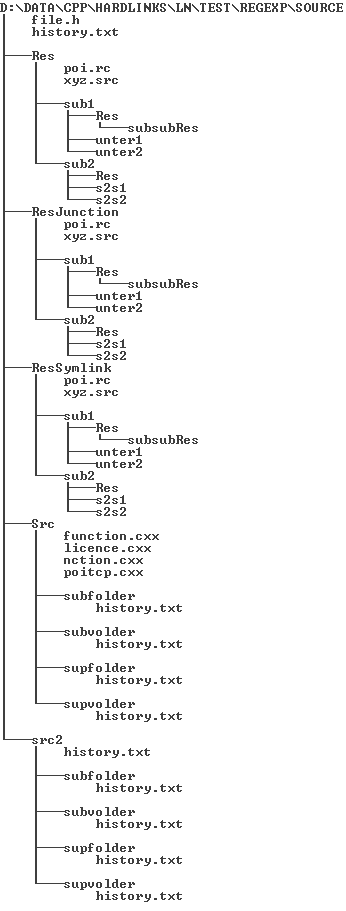 D:\DATA\CPP\HARDLINKS\LN\TEST\REGEXP\SOURCE
file.h
history.txt
Res
poi.rc
xyz.src
sub1
Res
subsubRes
unter1
unter2
sub2
Res
s2s1
s2s2
ResJunction
poi.rc
xyz.src
sub1
Res
subsubRes
unter1
unter2
sub2
Res
s2s1
s2s2
ResSymlink
poi.rc
xyz.src
sub1
Res
subsubRes
unter1
unter2
sub2
Res
s2s1
s2s2
Src
function.cxx
licence.cxx
nction.cxx
poitcp.cxx
subfolder
history.txt
subvolder
history.txt
supfolder
history.txt
supvolder
history.txt
src2
history.txt
subfolder
history.txt
subvolder
history.txt
supfolder
history.txt
supvolder
history.txt